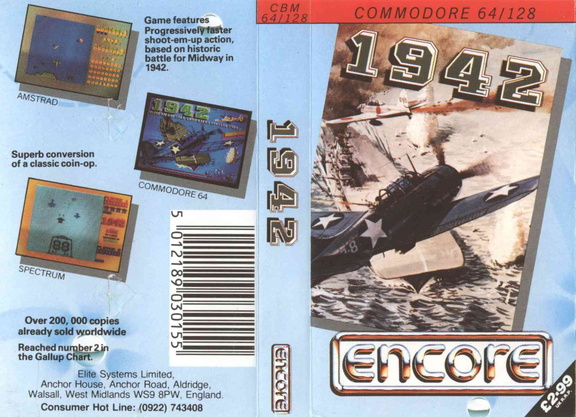 Game features
Progressively faster
shoot-em-up action,
based on historic
battle for Midway in
1942.
AMSTRAD
1942
COMMODORE 64
Superb conversion
of a classic coin-op.
SPECTRUM
88
5 012189 030155
Over 200, 000 copies
already sold worldwide
Reached number 2 in
the Gallup Chart.
Elite Systems Limited,
Anchor House, Anchor Road, Aldridge,
Walsall, West Midlands WS9 8PW, England.
Consumer Hot Line: (0922) 743408
CBM
64/128
1942
encore
COMMODORE 64/128
1942
encore
£2.99